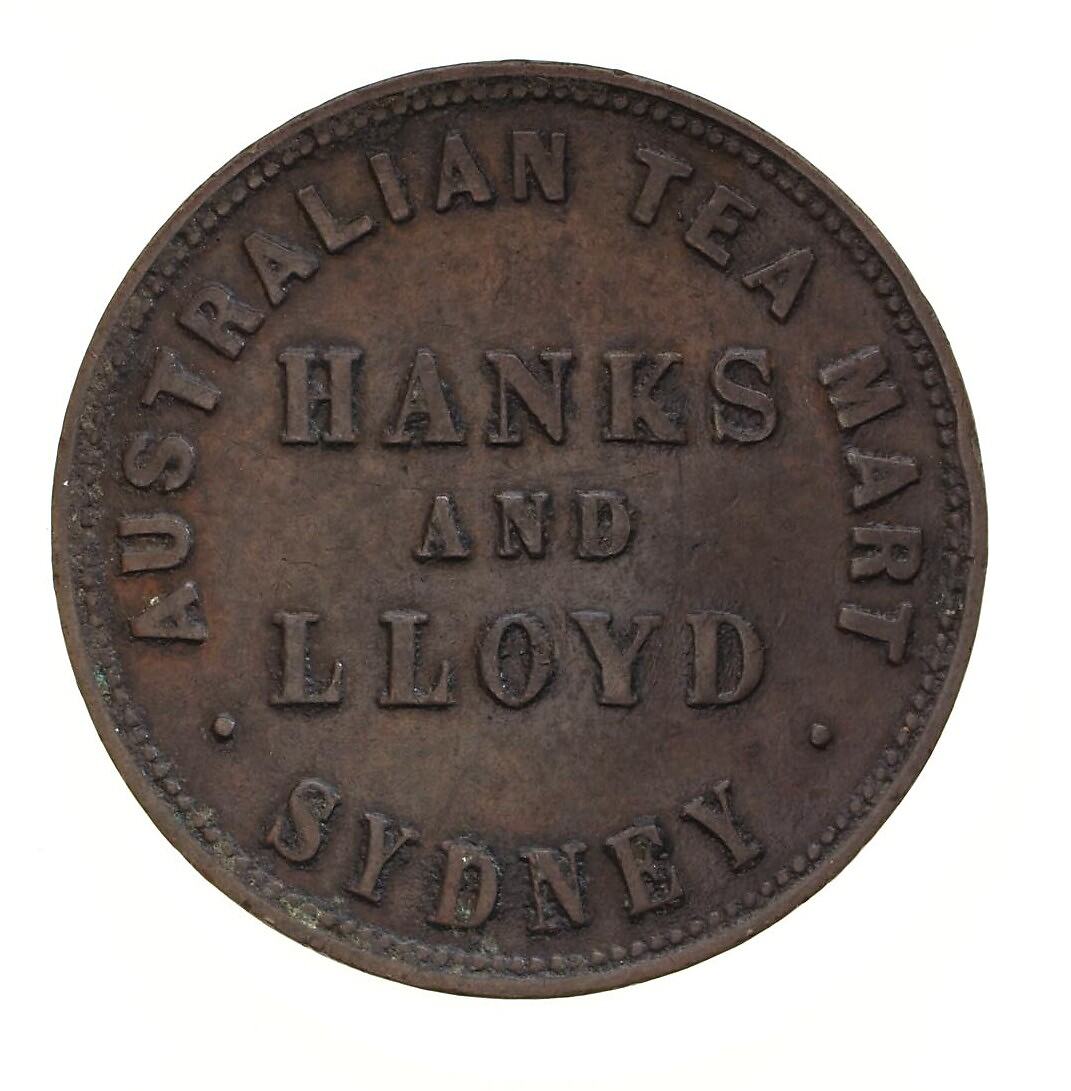 AUSTRALIAN TEA MART
HANKS
AND
LLOYD
· SYDNEY ·